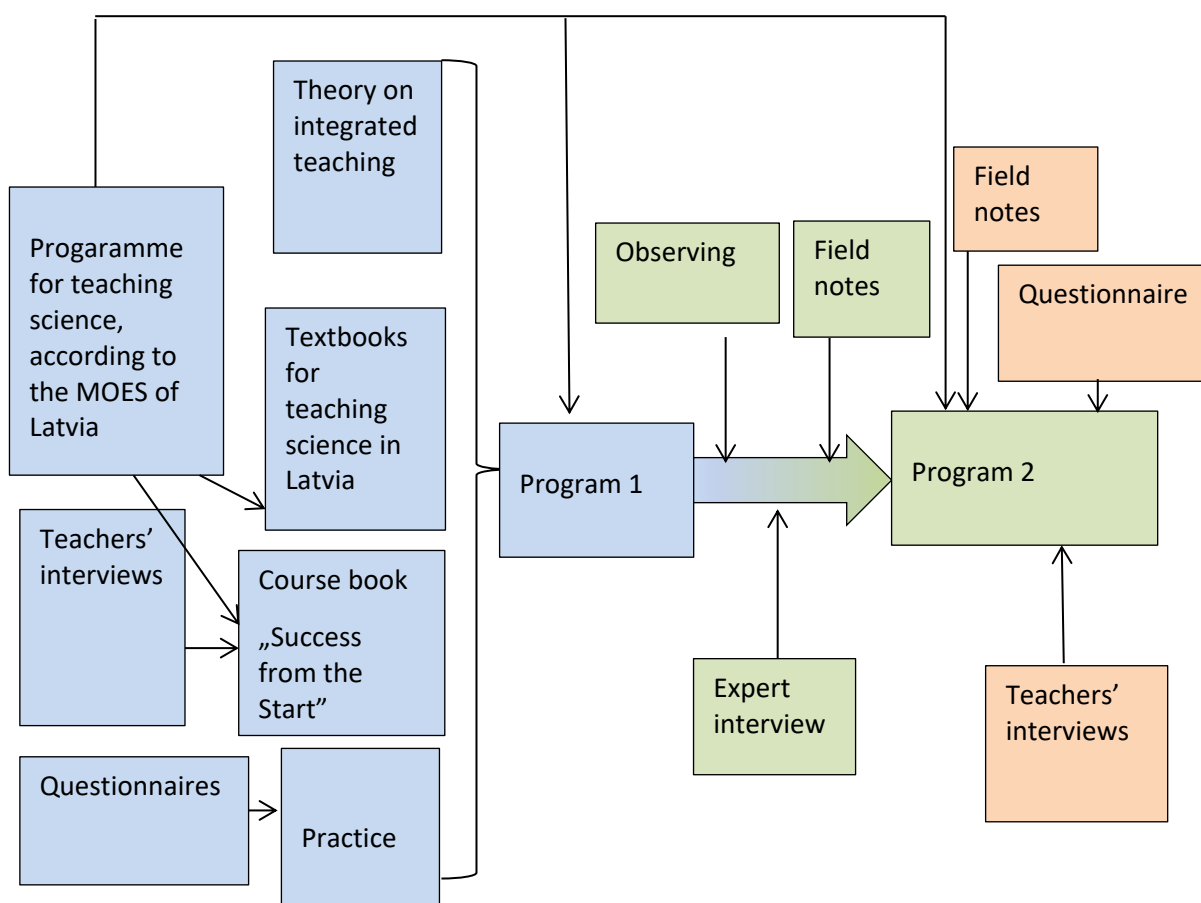 Theory on
integrated
teaching
Progaramme
for teaching
science,
according to
the MOES of
Latvia
Textbooks
for
teaching
science in
Latvia
Teachers’
interviews
Course book
„Success
from the
Start”
Questionnaires
Practice
Program 1
Observing
Field
notes
Expert
interview
Program 2
Field
notes
Questionnaire
Teachers’
interviews